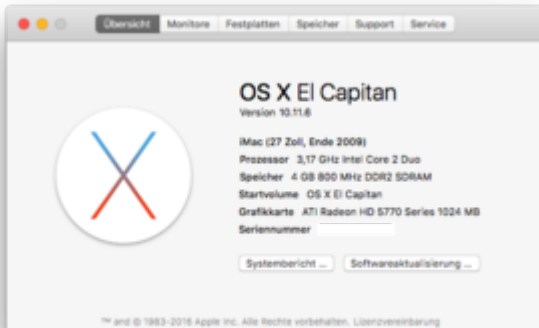 Übersicht Monitore Festplatten Speicher Support Service
OS X El Capitan
Version 10.11.6
iMac (27 Zoll, Ende 2009)
Prozessor 3,17 GHz Intel Core 2 Duo
Speicher 4 GB 800 MHz DDR2 SDRAM
Startvolume OS X El Capitan
Grafikkarte ATI Radeon HD 5770 Series 1024 MB
Seriennummer
Systembericht ... Softwareaktualisierung ...
™ and © 1983-2016 Apple Inc. Alle Rechte vorbehalten. Lizenzvereinbarung